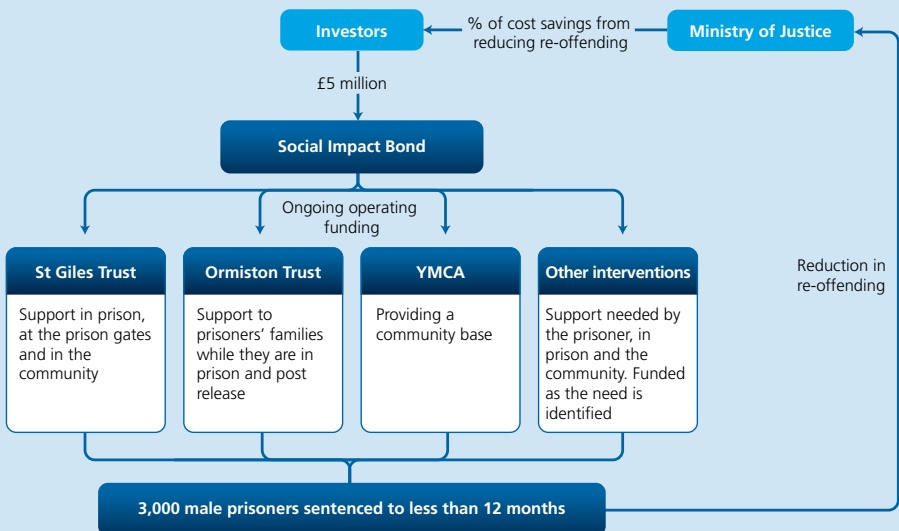 Investors
% of cost savings from
reducing re-offending
Ministry of Justice
£5 million
Social Impact Bond
Ongoing operating
funding
St Giles Trust
Support in prison,
at the prison gates
and in the
community
Ormiston Trust
Support to
prisoners’ families
while they are in
prison and post
release
YMCA
Providing a
community base
Other interventions
Support needed by
the prisoner, in
prison and the
community. Funded
as the need is
identified
Reduction in
re-offending
3,000 male prisoners sentenced to less than 12 months